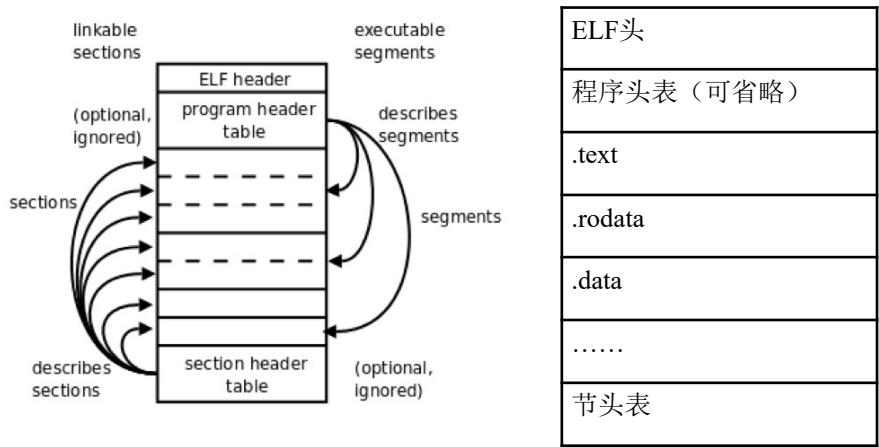 linkable
sections
executable
segments
ELF header
(optional,
ignored)
program header
table
describes
segments
sections
segments
describes
sections
section header
table
(optional,
ignored)
ELF头
程序头表（可省略）
.text
.rodata
.data
……
节头表